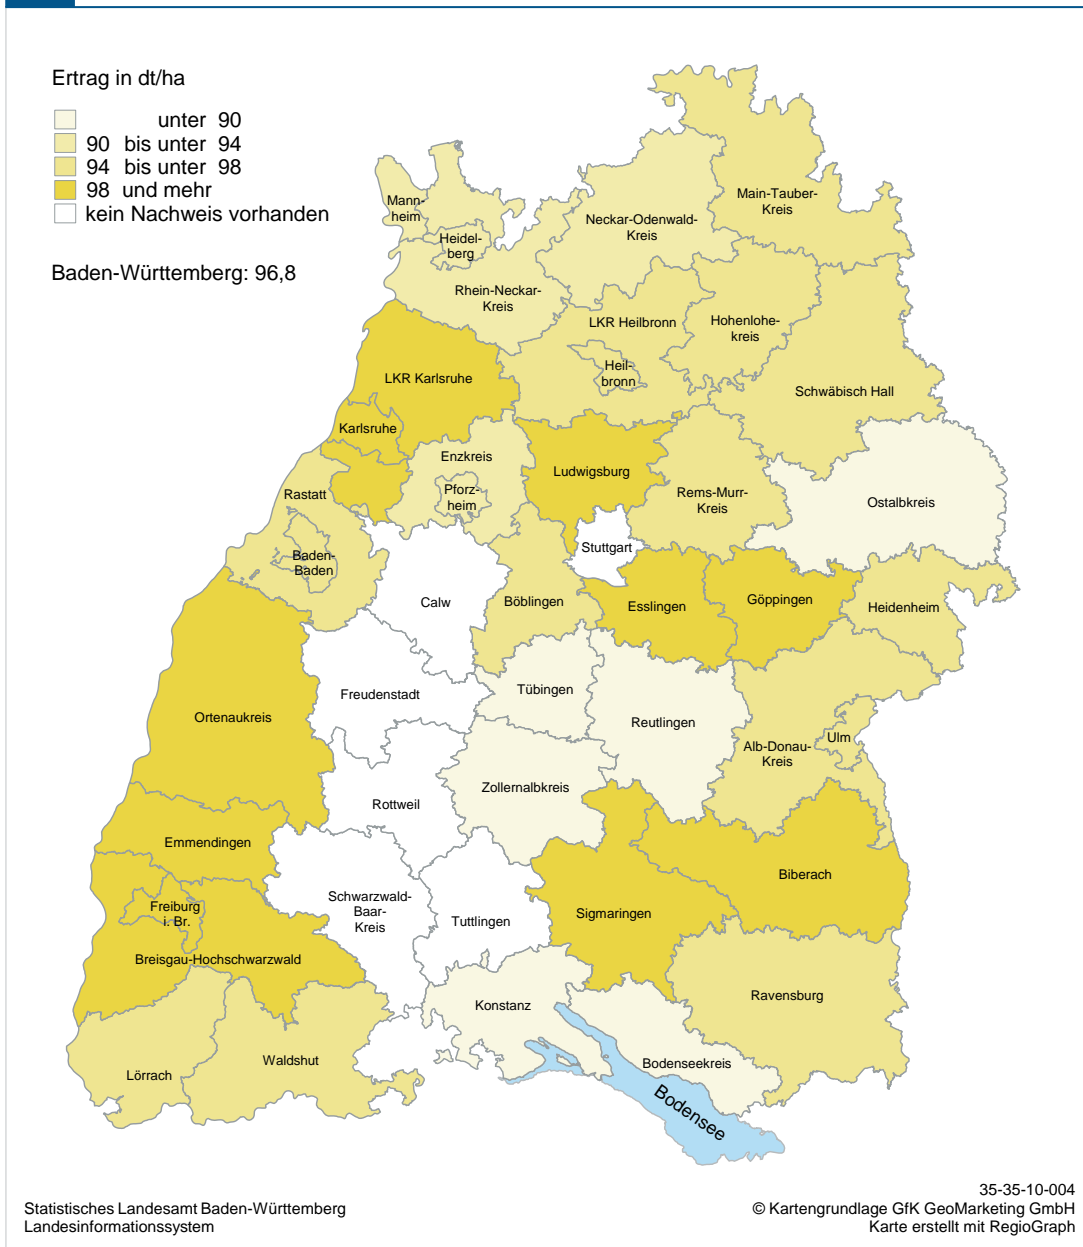 Ertrag in dt/ha
unter 90
90 bis unter 94
94 bis unter 98
98 und mehr
kein Nachweis vorhanden
Baden-Württemberg: 96,8
Main-Tauber-
Kreis
Mann-
heim
Neckar-Odenwald-
Kreis
Heidel-
berg
Rhein-Neckar-
Kreis
LKR Heilbronn
Hohenlohe-
kreis
Heil-
bronn
LKR Karlsruhe
Schwäbisch Hall
Karlsruhe
Enzkreis
Ludwigsburg
Pforz-
heim
Rastatt
Rems-Murr-
Kreis
Ostalbkreis
Stuttgart
Baden-
Baden
Calw
Böblingen
Esslingen
Göppingen
Heidenheim
Freudenstadt
Tübingen
Ortenaukreis
Reutlingen
Alb-Donau-
Kreis
Ulm
Zollernalbkreis
Rottweil
Emmendingen
Biberach
Schwarzwald-
Baar-
Kreis
Freiburg
i. Br.
Tuttlingen
Sigmaringen
Breisgau-Hochschwarzwald
Ravensburg
Konstanz
Waldshut
Lörrach
Bodenseekreis
Bodensee
35-35-10-004
Statistisches Landesamt Baden-Württemberg
Landesinformationssystem
© Kartengrundlage GfK GeoMarketing GmbH
Karte erstellt mit RegioGraph